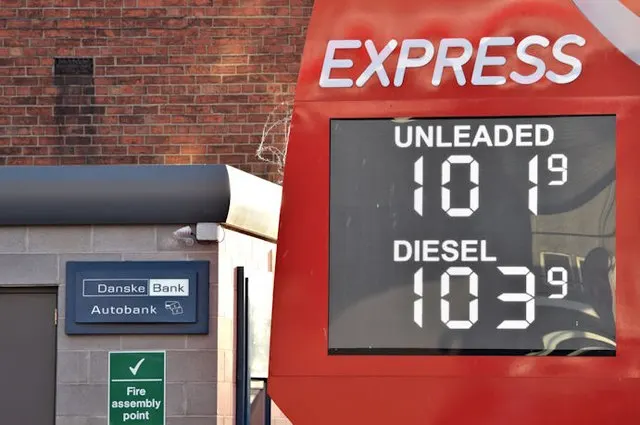 EXPRESS
UNLEADED
101.9
DIESEL
103.9
Danske Bank
Autobank
Fire
assembly
point